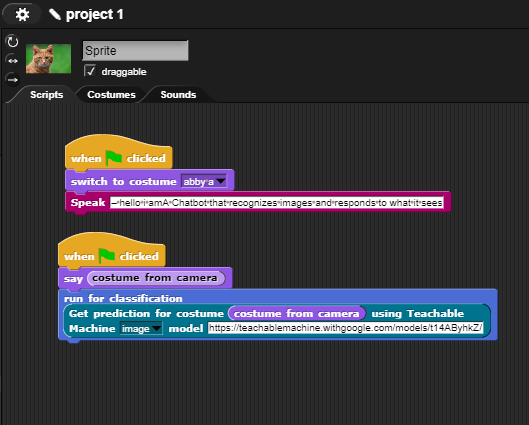 project 1
Sprite
draggable
Scripts Costumes Sounds
when clicked
switch to costume abby a
Speak – hello i amA Chatbot that recognizes images and responds to what it sees
when clicked
say costume from camera
run for classification
Get prediction for costume costume from camera using Teachable
Machine image model https://teachablemachine.withgoogle.com/models/t14AByhkZ/